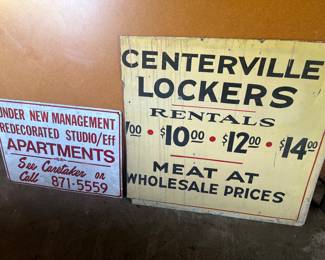 UNDER NEW MANAGEMENT
REDECORATED STUDIO/Eff
APARTMENTS
See Caretaker or
Call 871-5559
CENTERVILLE
LOCKERS
RENTALS
00 • $10.00 • $12.00 • $14.00
MEAT AT
WHOLESALE PRICES